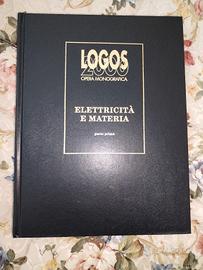 LOGOS
2000
OPERA MONOGRAFICA
ELETTRICITÀ
E MATERIA
parte prima